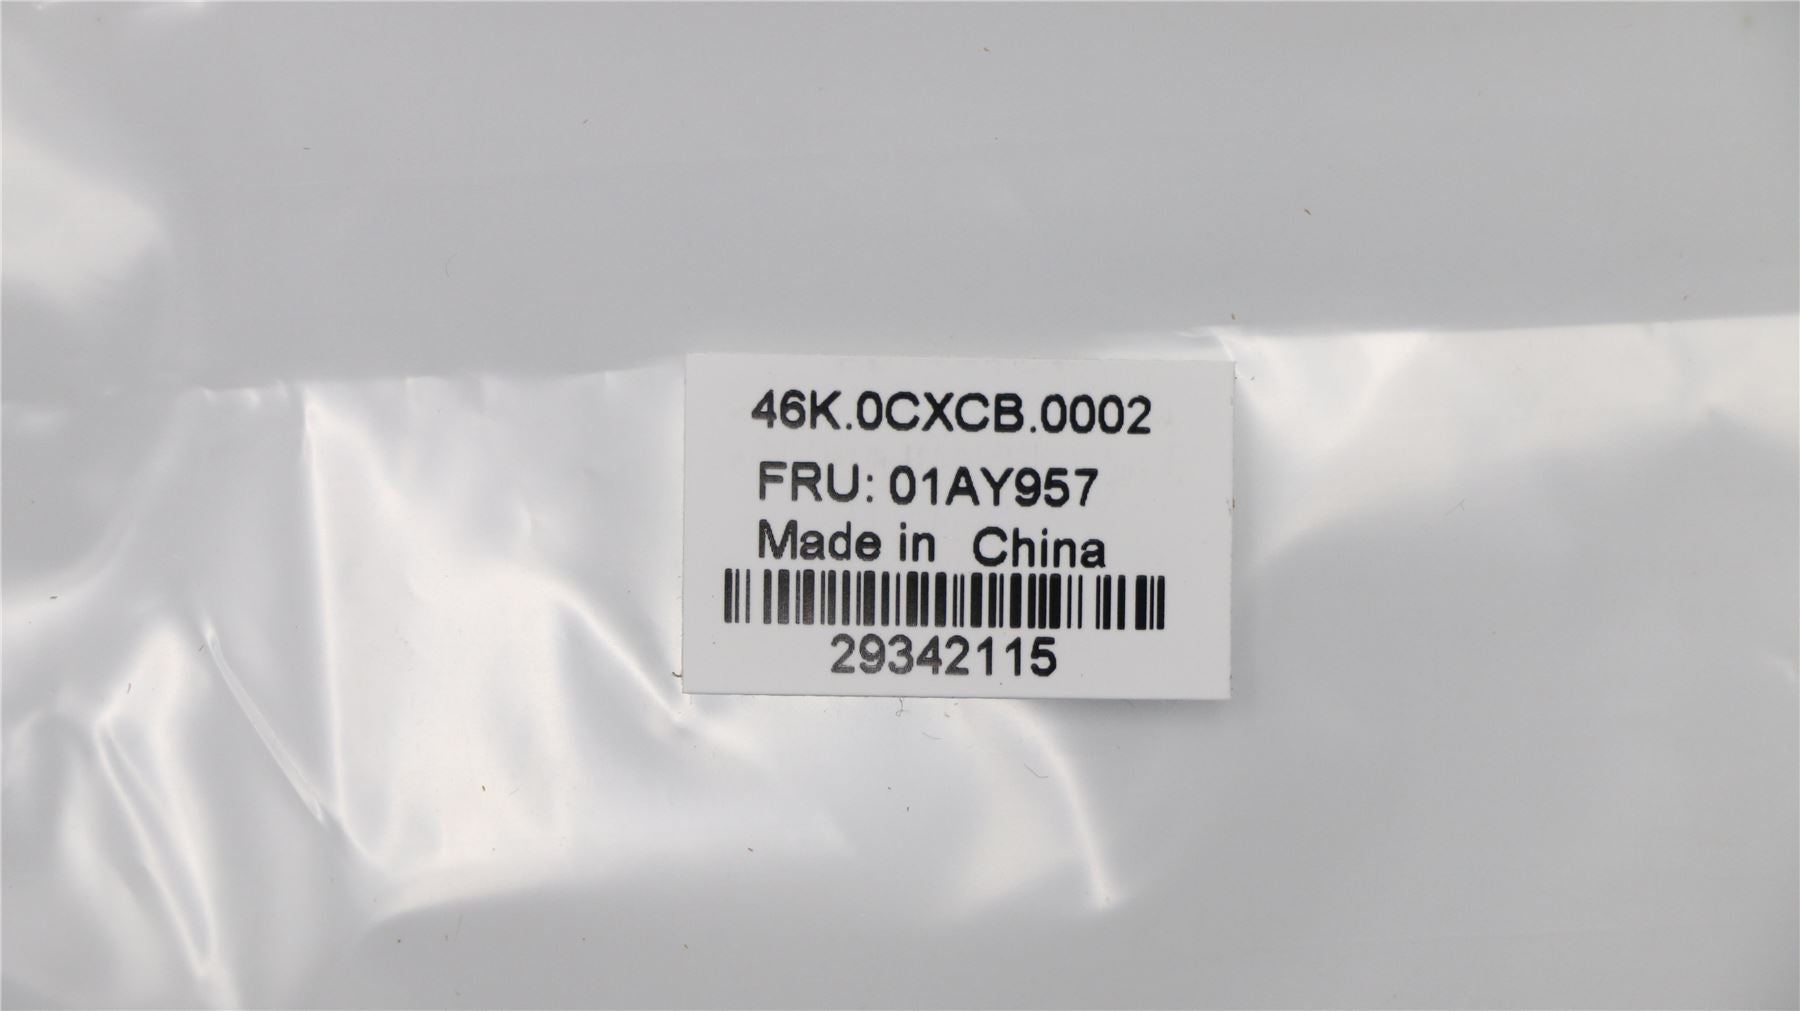 46K.0CXCB.0002
FRU: 01AY957
Made in China
29342115